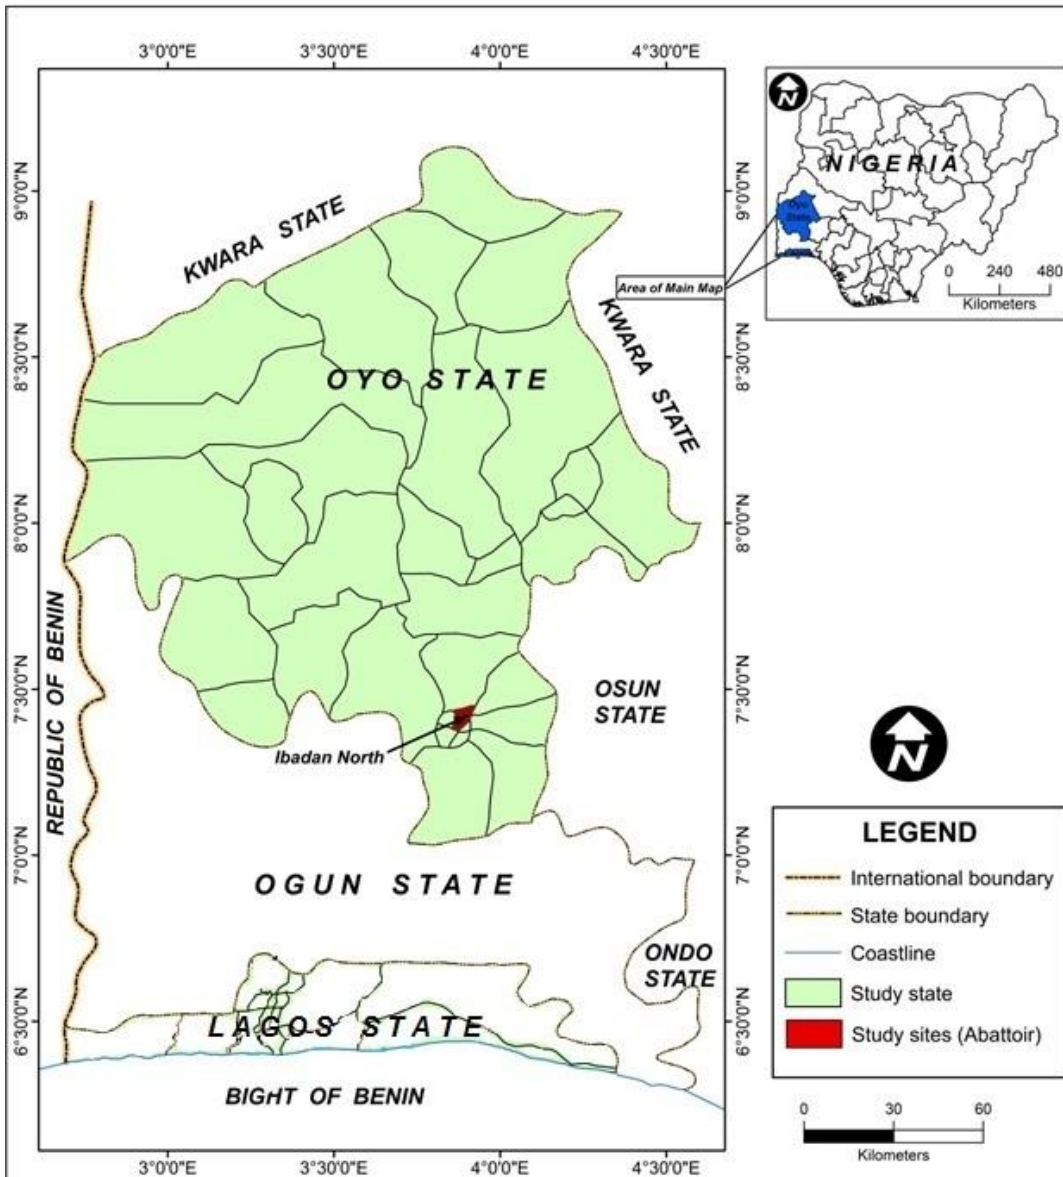 3°0'0"E 3°30'0"E 4°0'0"E 4°30'0"E
9°0'0"N
8°30'0"N
8°0'0"N
7°30'0"N
7°0'0"N
6°30'0"N
KWARA STATE
KWARA STATE
OYO STATE
REPUBLIC OF BENIN
OSUN
STATE
Ibadan North
OGUN STATE
ONDO
STATE
LAGOS STATE
BIGHT OF BENIN
9°0'0"N
8°30'0"N
8°0'0"N
7°30'0"N
7°0'0"N
6°30'0"N
3°0'0"E 3°30'0"E 4°0'0"E 4°30'0"E
N
NIGERIA
Oyo
State
Area of Main Map
0 240 480
Kilometers
N
LEGEND
International boundary
State boundary
Coastline
Study state
Study sites (Abattoir)
0 30 60
Kilometers